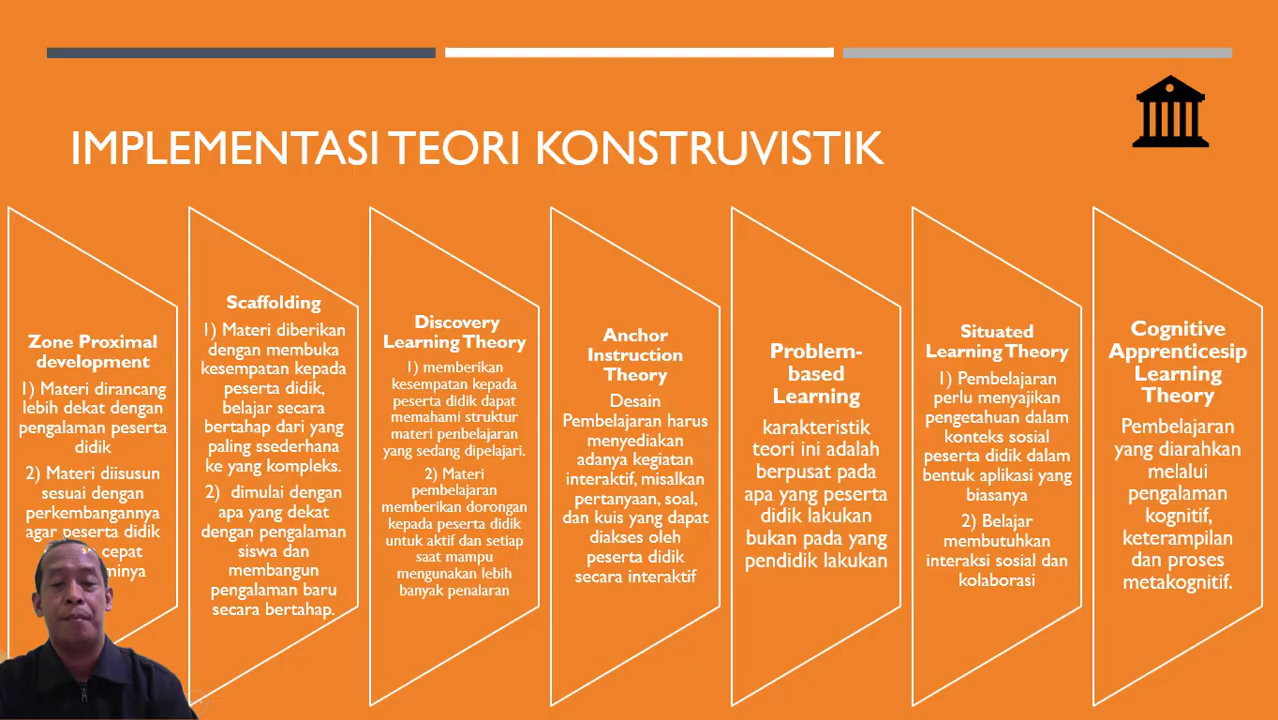 IMPLEMENTASI TEORI KONSTRUVISTIK
Zone Proximal
development
1) Materi dirancang
lebih dekat dengan
pengalaman peserta
didik
2) Materi diisusun
sesuai dengan
perkembangannya
agar peserta didik
cepat
Scaffolding
1) Materi diberikan
dengan membuka
kesempatan kepada
peserta didik,
belajar secara
bertahap dari yang
paling ssederhana
ke yang kompleks.
2) dimulai dengan
apa yang dekat
dengan pengalaman
siswa dan
membangun
pengalaman baru
secara bertahap.
Discovery
Learning Theory
1) memberikan
kesempatan kepada
peserta didik dapat
memahami struktur
materi penbelajaran
yang sedang dipelajari.
2) Materi
pembelajaran
memberikan dorongan
kepada peserta didik
untuk aktif dan setiap
saat mampu
mengunakan lebih
banyak penalaran
Anchor
Instruction
Theory
Desain
Pembelajaran harus
menyediakan
adanya kegiatan
interaktif, misalkan
pertanyaan, soal,
dan kuis yang dapat
diakses oleh
peserta didik
secara interaktif
Problem-
based
Learning
karakteristik
teori ini adalah
berpusat pada
apa yang peserta
didik lakukan
bukan pada yang
pendidik lakukan
Situated
Learning Theory
1) Pembelajaran
perlu menyajikan
pengetahuan dalam
konteks sosial
peserta didik dalam
bentuk aplikasi yang
biasanya
2) Belajar
membutuhkan
interaksi sosial dan
kolaborasi
Cognitive
Apprenticesip
Learning
Theory
Pembelajaran
yang diarahkan
melalui
pengalaman
kognitif,
keterampilan
dan proses
metakognitif.